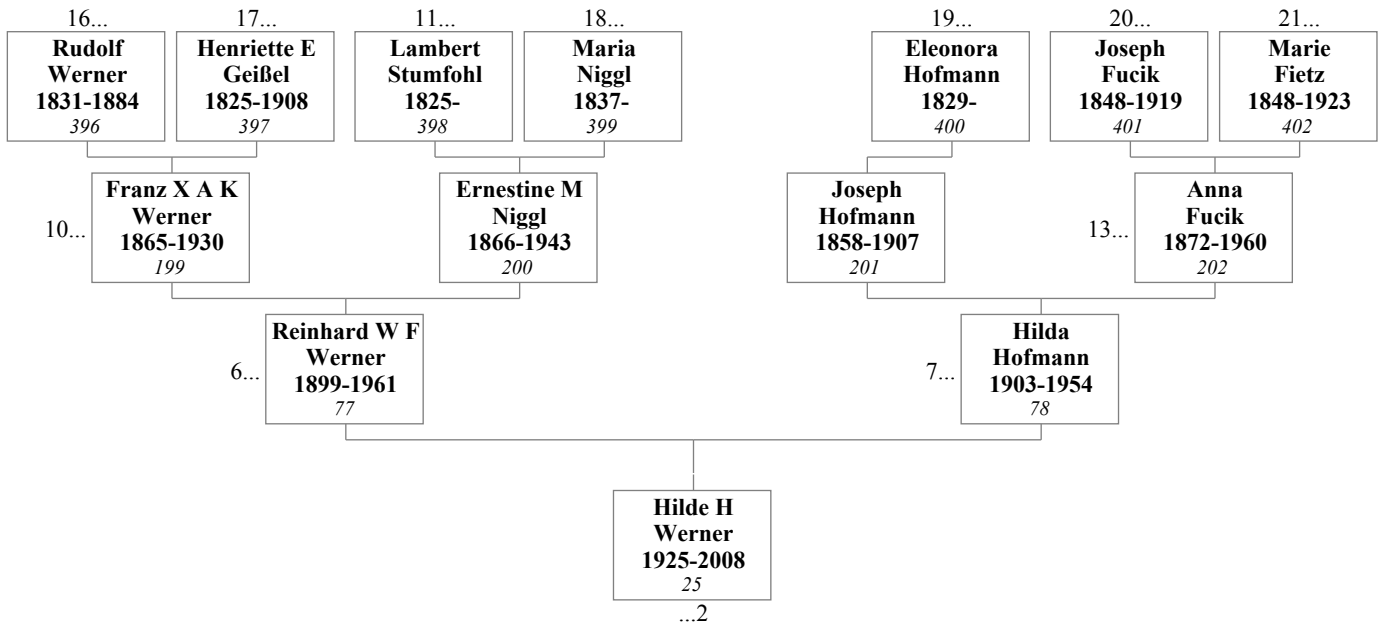 16...
17...
11...
18...
19...
20...
21...
Rudolf
Werner
1831-1884
396
Henriette E
Geißel
1825-1908
397
Lambert
Stumfohl
1825-
398
Maria
Niggl
1837-
399
Eleonora
Hofmann
1829-
400
Joseph
Fucik
1848-1919
401
Marie
Fietz
1848-1923
402
10...
Franz X A K
Werner
1865-1930
199
Ernestine M
Niggl
1866-1943
200
Joseph
Hofmann
1858-1907
201
13...
Anna
Fucik
1872-1960
202
6...
Reinhard W F
Werner
1899-1961
77
7...
Hilda
Hofmann
1903-1954
78
Hilde H
Werner
1925-2008
25
...2